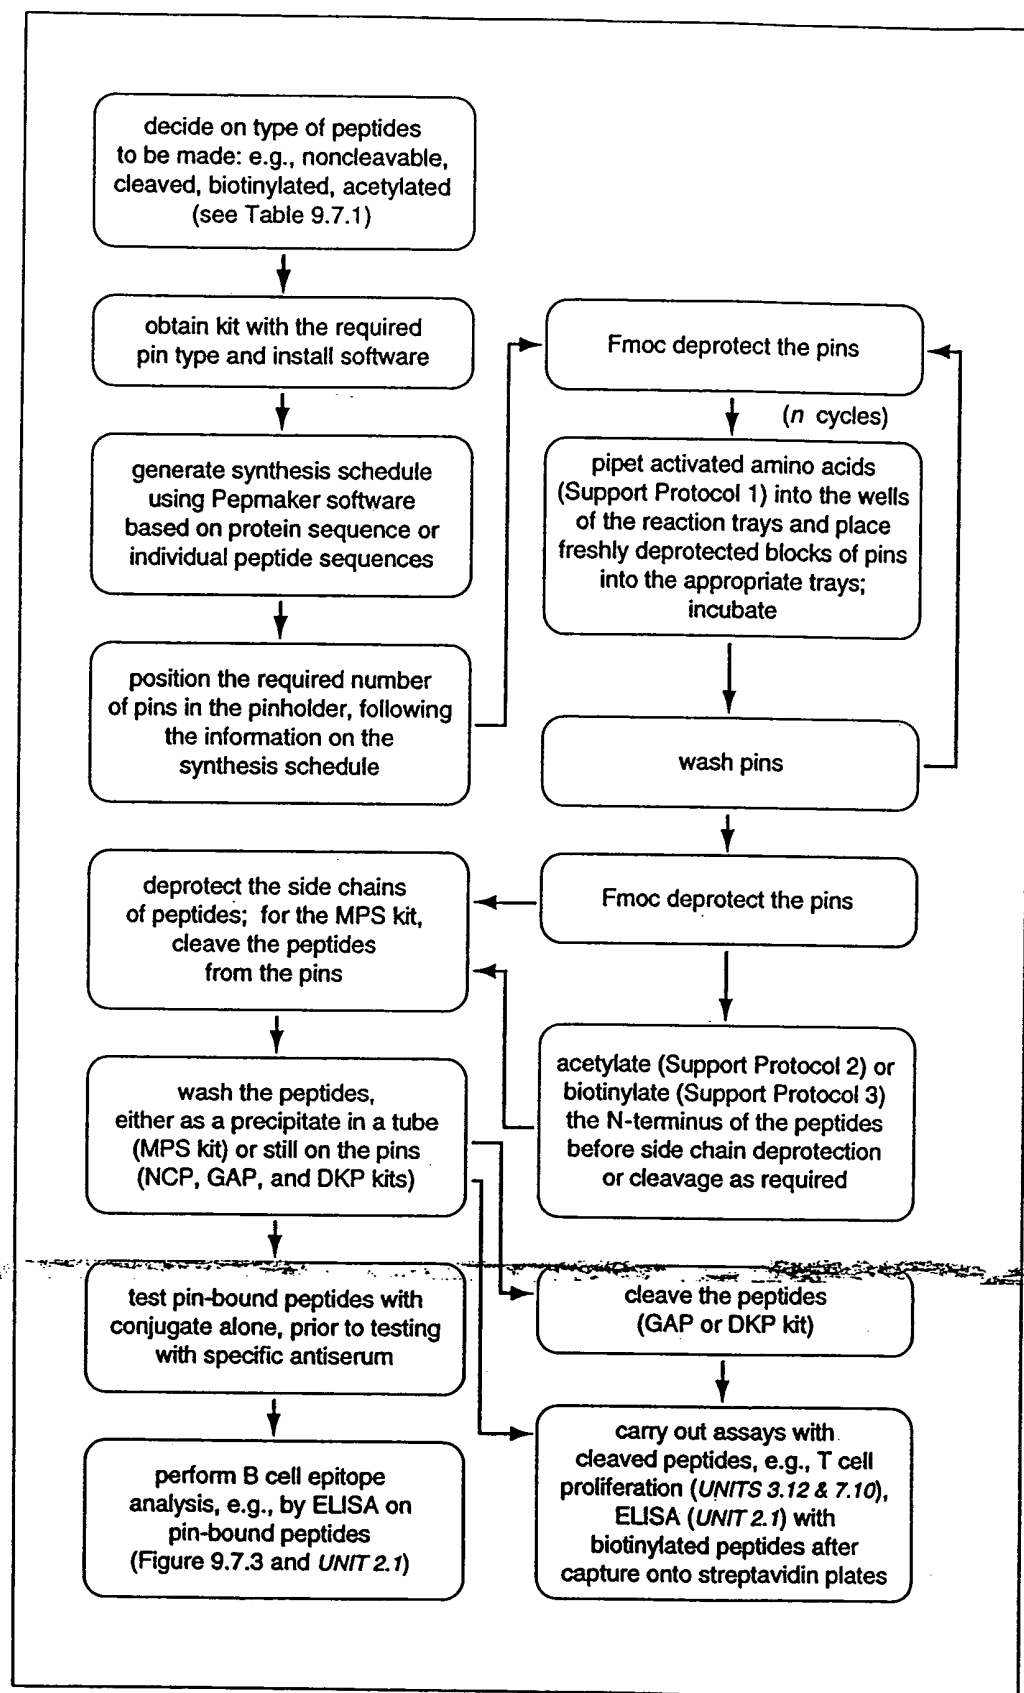 decide on type of peptides
to be made: e.g., noncleavable,
cleaved, biotinylated, acetylated
(see Table 9.7.1)
obtain kit with the required
pin type and install software
generate synthesis schedule
using Pepmaker software
based on protein sequence or
individual peptide sequences
position the required number
of pins in the pinholder, following
the information on the
synthesis schedule
Fmoc deprotect the pins
(n cycles)
pipet activated amino acids
(Support Protocol 1) into the wells
of the reaction trays and place
freshly deprotected blocks of pins
into the appropriate trays;
incubate
wash pins
Fmoc deprotect the pins
acetylate (Support Protocol 2) or
biotinylate (Support Protocol 3)
the N-terminus of the peptides
before side chain deprotection
or cleavage as required
deprotect the side chains
of peptides; for the MPS kit,
cleave the peptides
from the pins
wash the peptides,
either as a precipitate in a tube
(MPS kit) or still on the pins
(NCP, GAP, and DKP kits)
test pin-bound peptides with
conjugate alone, prior to testing
with specific antiserum
perform B cell epitope
analysis, e.g., by ELISA on
pin-bound peptides
(Figure 9.7.3 and UNIT 2.1)
cleave the peptides
(GAP or DKP kit)
carry out assays with
cleaved peptides, e.g., T cell
proliferation (UNITS 3.12 & 7.10),
ELISA (UNIT 2.1) with
biotinylated peptides after
capture onto streptavidin plates